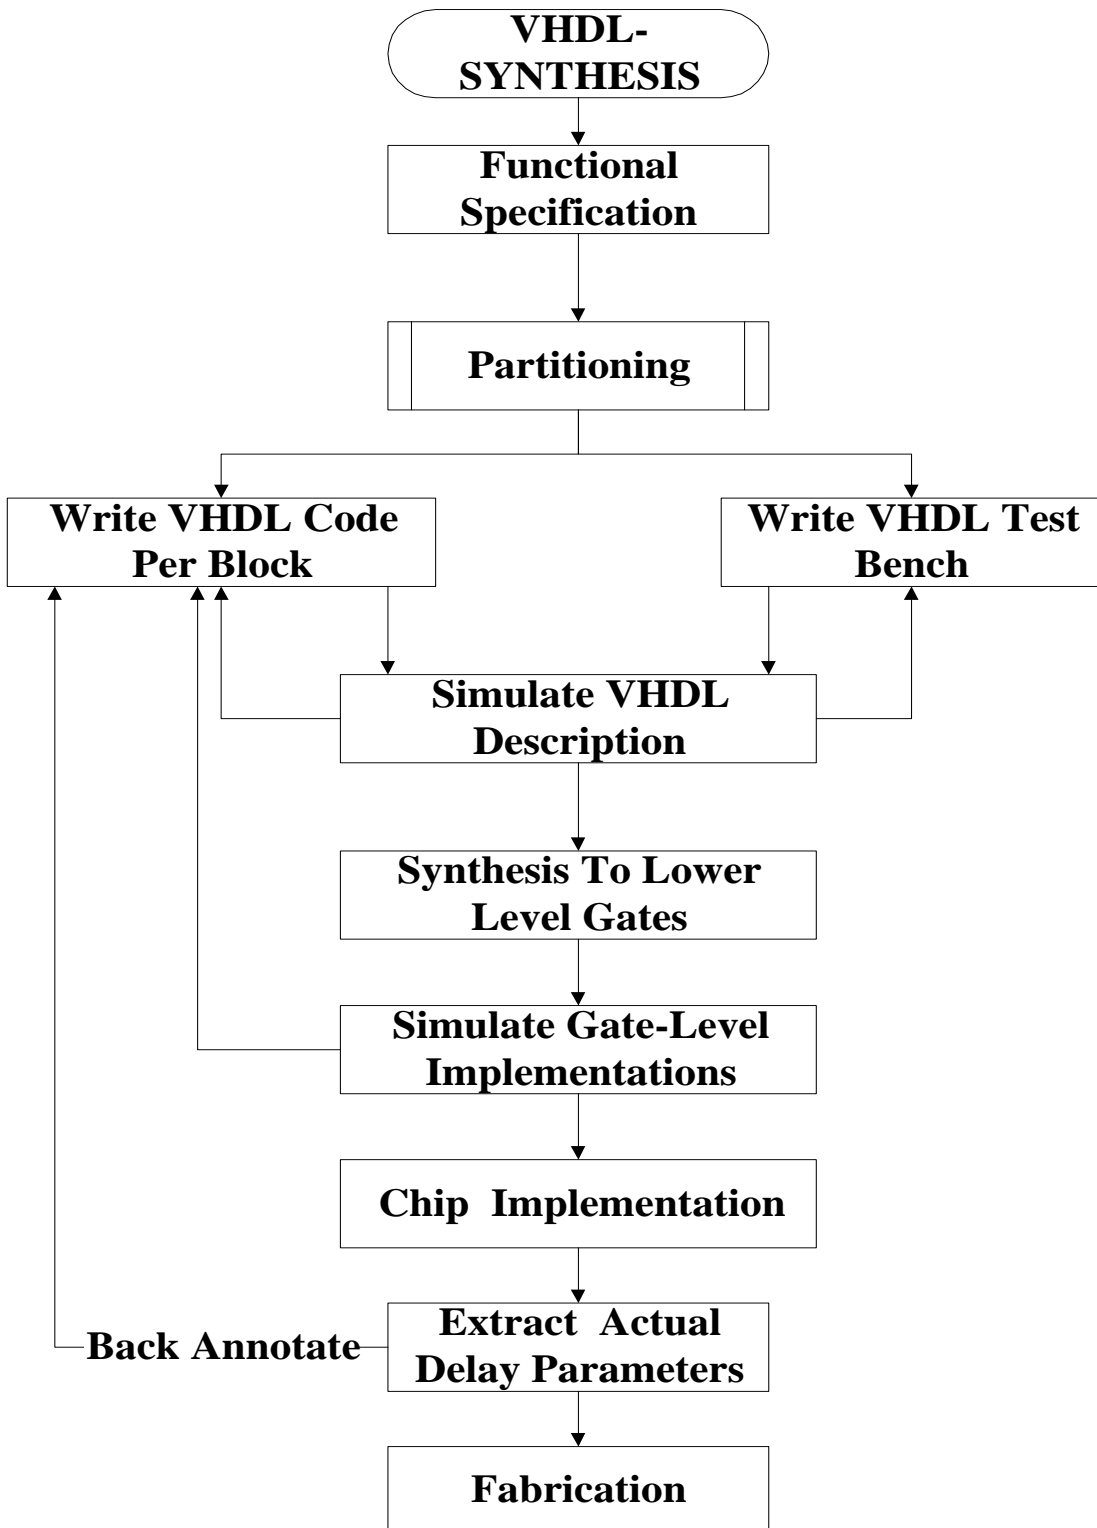 VHDL-
SYNTHESIS
Functional
Specification
Partitioning
Write VHDL Code
Per Block
Write VHDL Test
Bench
Simulate VHDL
Description
Synthesis To Lower
Level Gates
Simulate Gate-Level
Implementations
Chip Implementation
Extract Actual
Delay Parameters
Back Annotate
Fabrication